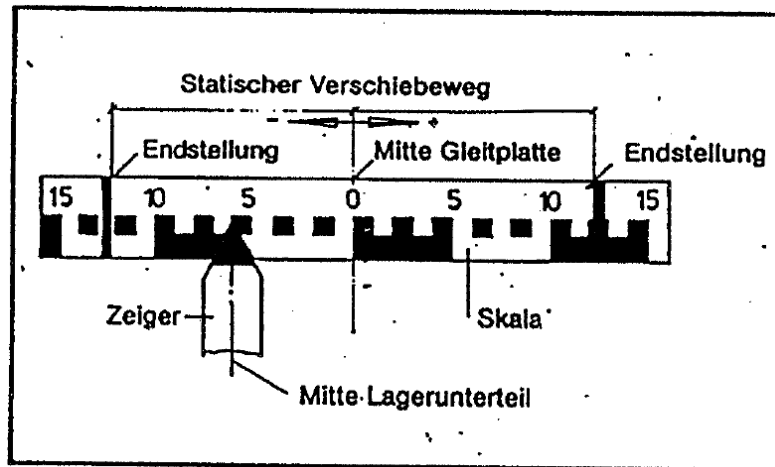 Statischer Verschiebeweg
- +
Endstellung Mitte Gleitplatte Endstellung
15 10 5 0 5 10 15
Zeiger Skala
Mitte Lagerunterteil